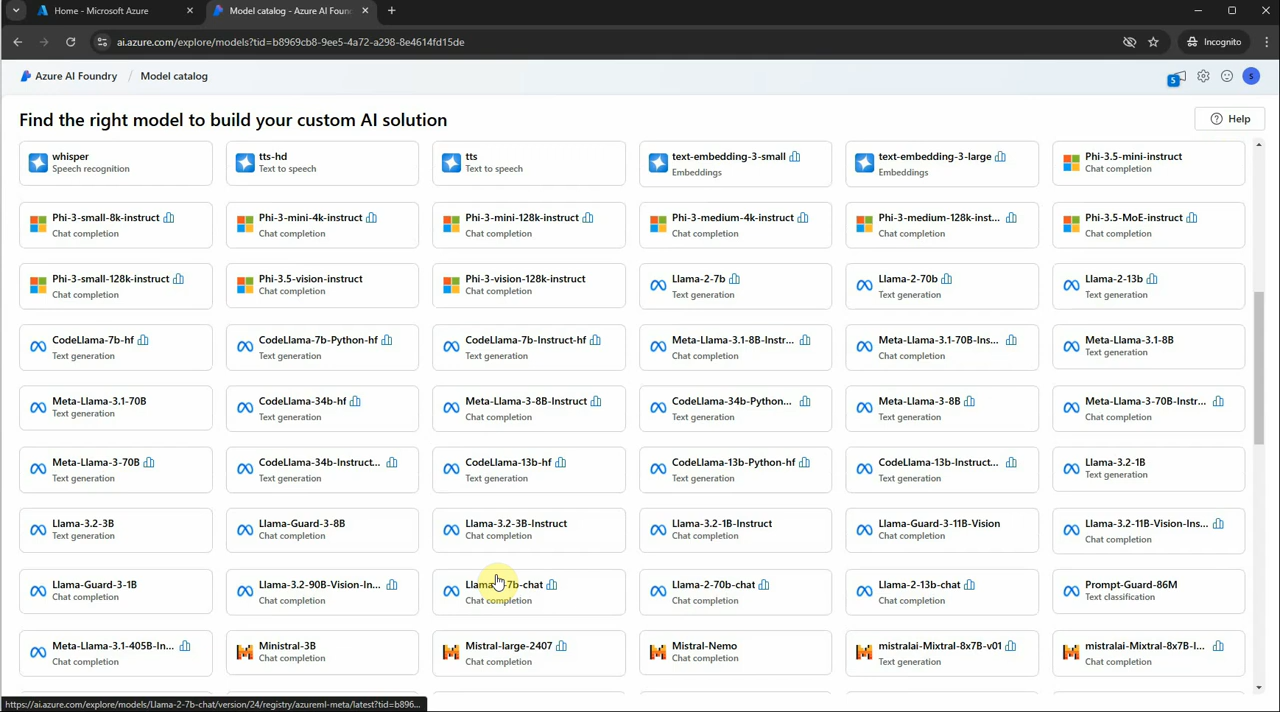 Home - Microsoft Azure
Model catalog - Azure AI Foun
ai.azure.com/explore/models?tid=b8969cb8-9ee5-4a72-a298-8e4614fd15de
Incognito
Azure AI Foundry / Model catalog
5
S
Find the right model to build your custom AI solution
Help
whisper
Speech recognition
tts-hd
Text to speech
tts
Text to speech
text-embedding-3-small
Embeddings
text-embedding-3-large
Embeddings
Phi-3.5-mini-instruct
Chat completion
Phi-3-small-8k-instruct
Chat completion
Phi-3-mini-4k-instruct
Chat completion
Phi-3-mini-128k-instruct
Chat completion
Phi-3-medium-4k-instruct
Chat completion
Phi-3-medium-128k-inst...
Chat completion
Phi-3.5-MoE-instruct
Chat completion
Phi-3-small-128k-instruct
Chat completion
Phi-3.5-vision-instruct
Chat completion
Phi-3-vision-128k-instruct
Chat completion
Llama-2-7b
Text generation
Llama-2-70b
Text generation
Llama-2-13b
Text generation
CodeLlama-7b-hf
Text generation
CodeLlama-7b-Python-hf
Text generation
CodeLlama-7b-Instruct-hf
Text generation
Meta-Llama-3.1-8B-Instr...
Chat completion
Meta-Llama-3.1-70B-Ins...
Chat completion
Meta-Llama-3.1-8B
Text generation
Meta-Llama-3.1-70B
Text generation
CodeLlama-34b-hf
Text generation
Meta-Llama-3-8B-Instruct
Chat completion
CodeLlama-34b-Python...
Text generation
Meta-Llama-3-8B
Text generation
Meta-Llama-3-70B-Instr...
Chat completion
Meta-Llama-3-70B
Text generation
CodeLlama-34b-Instruct...
Text generation
CodeLlama-13b-hf
Text generation
CodeLlama-13b-Python-hf
Text generation
CodeLlama-13b-Instruct...
Text generation
Llama-3.2-1B
Text generation
Llama-3.2-3B
Text generation
Llama-Guard-3-8B
Chat completion
Llama-3.2-3B-Instruct
Chat completion
Llama-3.2-1B-Instruct
Chat completion
Llama-Guard-3-11B-Vision
Chat completion
Llama-3.2-11B-Vision-Ins...
Chat completion
Llama-Guard-3-1B
Chat completion
Llama-3.2-90B-Vision-In...
Chat completion
Llama-2-7b-chat
Chat completion
Llama-2-70b-chat
Chat completion
Llama-2-13b-chat
Chat completion
Prompt-Guard-86M
Text classification
Meta-Llama-3.1-405B-In...
Chat completion
Ministral-3B
Chat completion
Mistral-large-2407
Chat completion
Mistral-Nemo
Chat completion
mistralai-Mixtral-8x7B-v01
Text generation
mistralai-Mixtral-8x7B-I...
Chat completion
https://ai.azure.com/explore/models/Llama-2-7b-chat/version/24/registry/azureml-meta/latest?tid=b896...